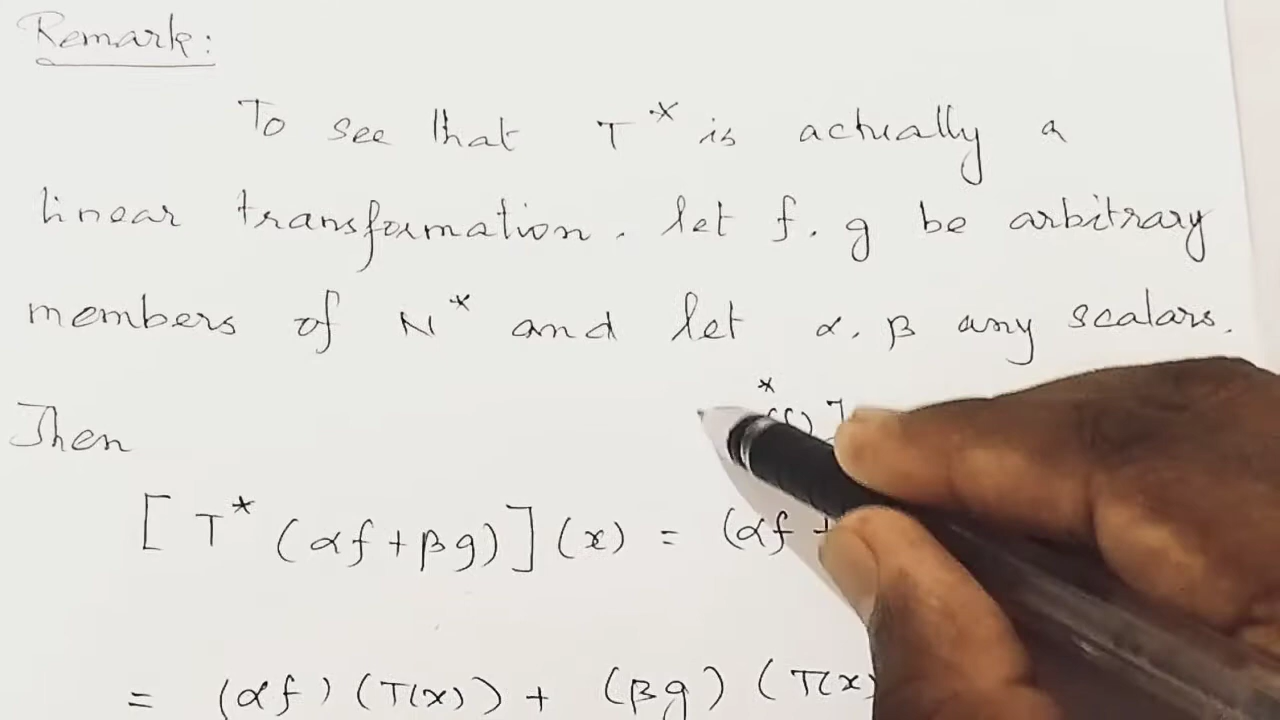 Remark:
To see that T* is actually a
linear transformation. let f, g be arbitrary
members of N* and let α, β any scalars.
Then
*(f)]
[T*(αf+βg)](x) = (αf +
= (αf)(T(x)) + (βg)(T(x)